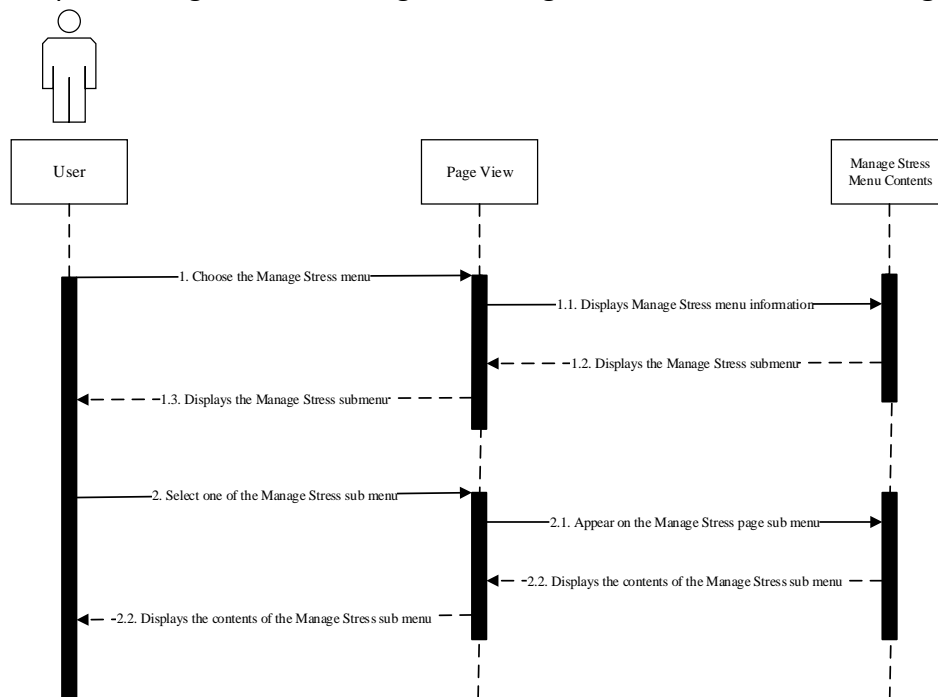 User
Page View
Manage Stress
Menu Contents
1. Choose the Manage Stress menu
1.1. Displays Manage Stress menu information
1.2. Displays the Manage Stress submenu
1.3. Displays the Manage Stress submenu
2. Select one of the Manage Stress sub menu
2.1. Appear on the Manage Stress page sub menu
2.2. Displays the contents of the Manage Stress sub menu
2.2. Displays the contents of the Manage Stress sub menu